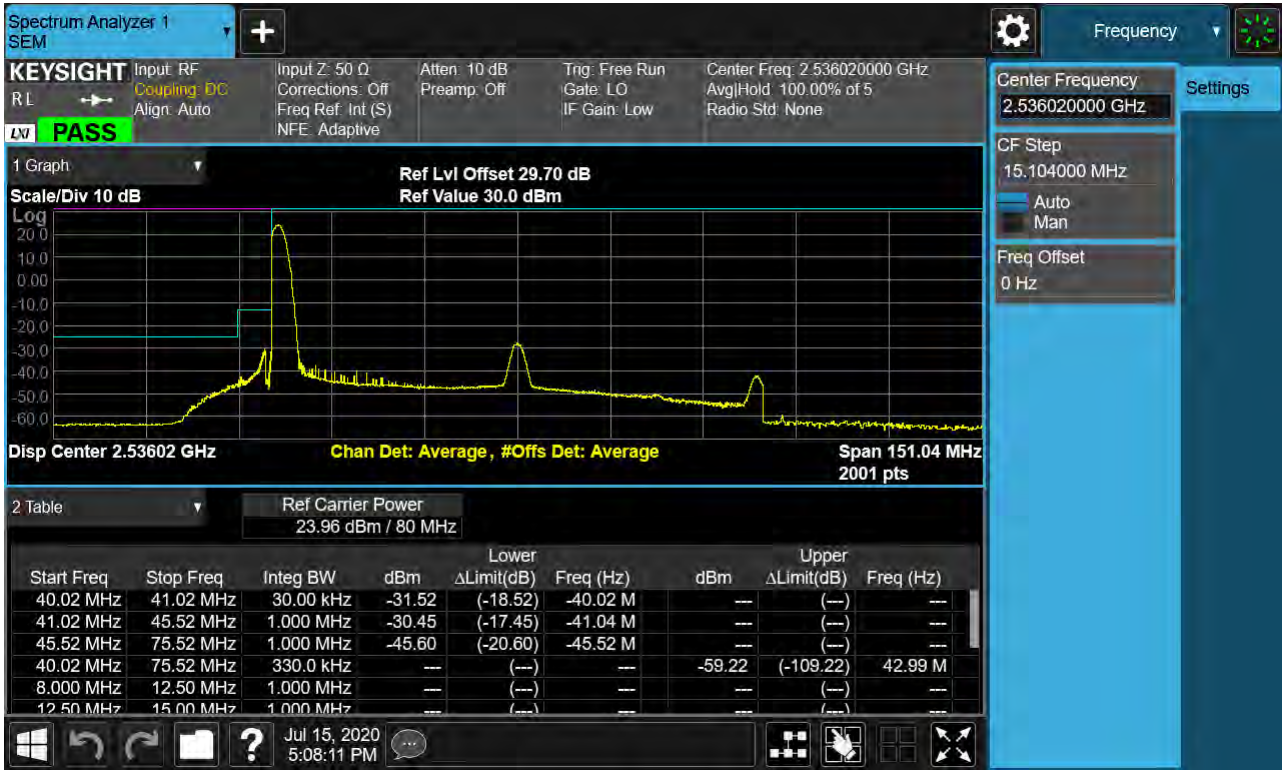 Spectrum Analyzer 1
SEM
+
Frequency
KEYSIGHT
RL
LXI
PASS
Input: RF
Coupling: DC
Align: Auto
Input Z: 50 Ω
Corrections: Off
Freq Ref: Int (S)
NFE: Adaptive
Atten: 10 dB
Preamp: Off
Trig: Free Run
Gate: LO
IF Gain: Low
Center Freq: 2.536020000 GHz
Avg|Hold: 100.00% of 5
Radio Std: None
Center Frequency
2.536020000 GHz
Settings
CF Step
15.104000 MHz
Auto
Man
Freq Offset
0 Hz
1 Graph
Scale/Div 10 dB
Ref Lvl Offset 29.70 dB
Ref Value 30.0 dBm
Log
20.0
10.0
0.00
-10.0
-20.0
-30.0
-40.0
-50.0
-60.0
Disp Center 2.53602 GHz
Chan Det: Average, #Offs Det: Average
Span 151.04 MHz
2001 pts
2 Table
Ref Carrier Power
23.96 dBm / 80 MHz
Lower Upper
Start Freq Stop Freq Integ BW dBm ΔLimit(dB) Freq (Hz) dBm ΔLimit(dB) Freq (Hz)
40.02 MHz 41.02 MHz 30.00 kHz -31.52 (-18.52) -40.02 M --- (---) ---
41.02 MHz 45.52 MHz 1.000 MHz -30.45 (-17.45) -41.04 M --- (---) ---
45.52 MHz 75.52 MHz 1.000 MHz -45.60 (-20.60) -45.52 M --- (---) ---
40.02 MHz 75.52 MHz 330.0 kHz --- (---) --- -59.22 (-109.22) 42.99 M
8.000 MHz 12.50 MHz 1.000 MHz --- (---) --- --- (---) ---
12.50 MHz 15.00 MHz 1.000 MHz --- (---) --- --- (---) ---
?
Jul 15, 2020
5:08:11 PM